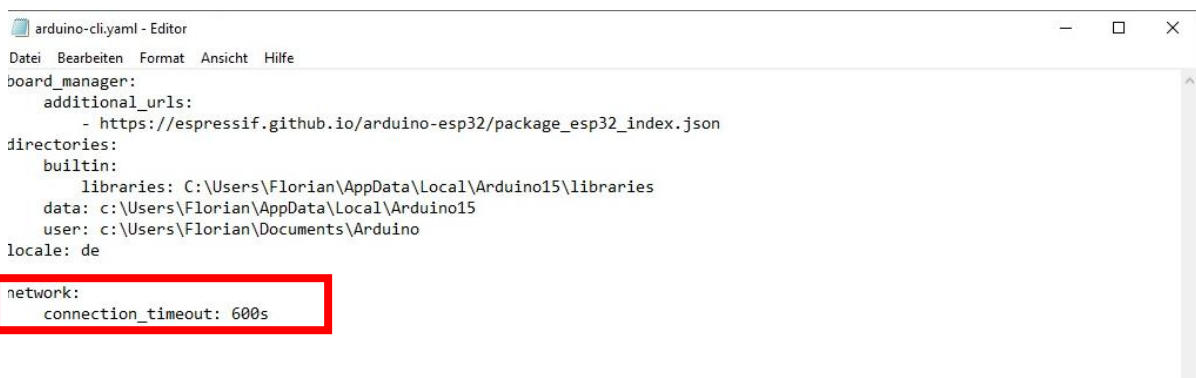 arduino-cli.yaml - Editor
Datei Bearbeiten Format Ansicht Hilfe
board_manager:
    additional_urls:
        - https://espressif.github.io/arduino-esp32/package_esp32_index.json
directories:
    builtin:
        libraries: C:\Users\Florian\AppData\Local\Arduino15\libraries
    data: c:\Users\Florian\AppData\Local\Arduino15
    user: c:\Users\Florian\Documents\Arduino
locale: de
network:
    connection_timeout: 600s